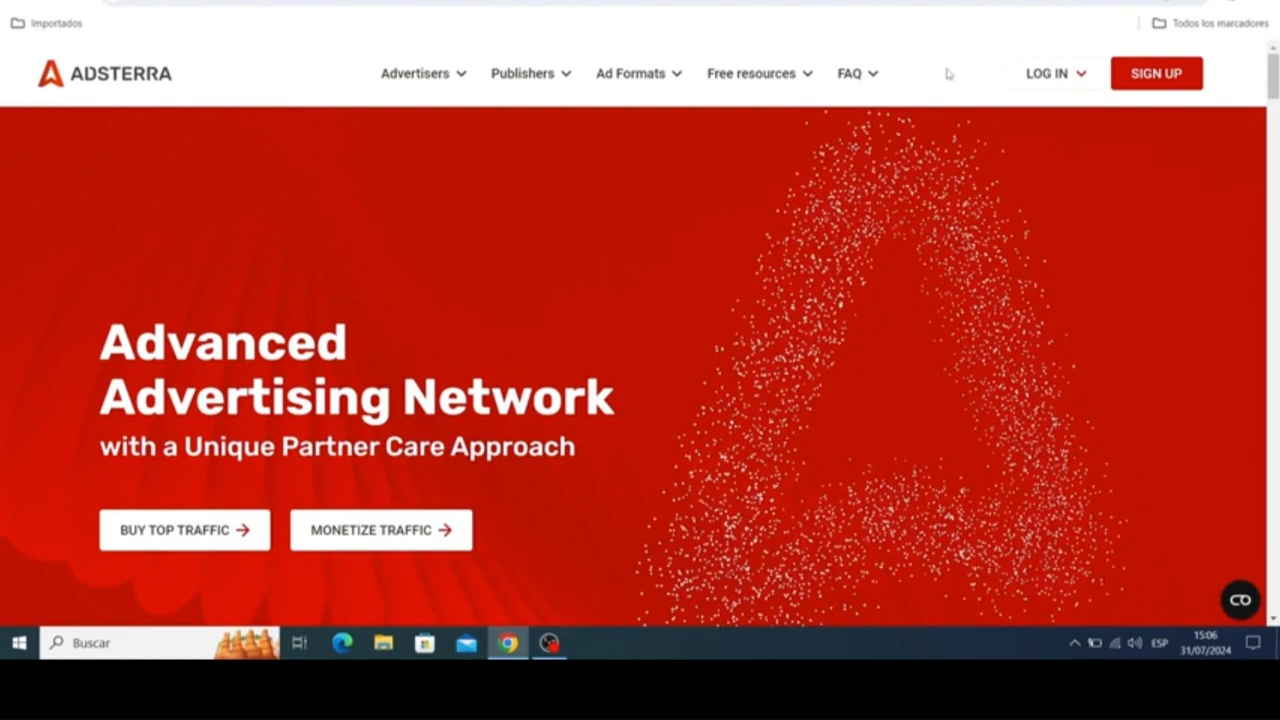 Importados
Todos los marcadores
ADSTERRA
Advertisers
Publishers
Ad Formats
Free resources
FAQ
LOG IN
SIGN UP
Advanced
Advertising Network
with a Unique Partner Care Approach
BUY TOP TRAFFIC
MONETIZE TRAFFIC
Buscar
ESP
15:06
31/07/2024